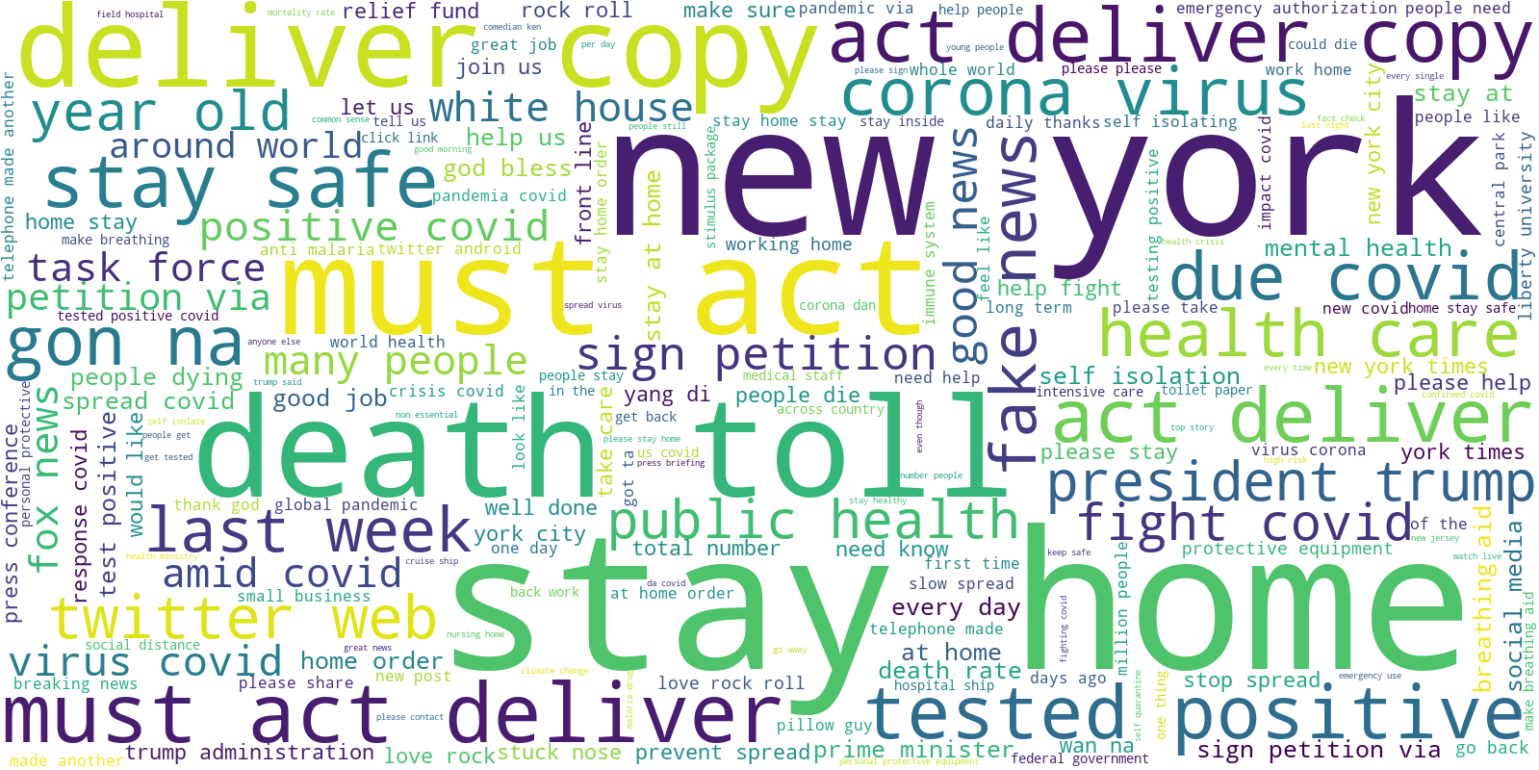 field hospital
mortality rate
relief fund
rock roll
make sure
pandemic via
help people
emergency authorization
people need
deliver copy
comedian ken
great job
per day
act deliver
young people
deliver copy
could die
join us
please sign
whole world
please please
work home
every single
telephone made another
year old
let us
white house
corona virus
new york city
stay at
common sense
tell us
people still
stay home stay
stay inside
daily thanks
self isolating
fact check
last night
people like
around world
click link
help us
good morning
front line
stimulus package
good news
new york
impact covid
central park
liberty university
stay safe
god bless
pandemia covid
stay home order
stay at home
testing positive
home stay
positive covid
make breathing
anti malaria
twitter android
working home
feel like
immune system
health crisis
mental health
task force
must act
fake news
due covid
petition via
spread virus
corona dan
help fight
long term
please take
new covid
home stay safe
tested positive covid
gon na
anyone else
world health
many people
sign petition
health care
people dying
trump said
crisis covid
people stay
in the
medical staff
need help
self isolation
every time
new york times
spread covid
good job
non essential
look like
yang di
get back
people die
across country
intensive care
toilet paper
please help
confirmed covid
fox news
press conference
personal protective
response covid
self isolate
people get
get tested
test positive
would like
death toll
please stay home
take care
got ta
us covid
press briefing
even though
number people
act deliver
top story
please stay
virus corona
york times
high risk
president trump
thank god
global pandemic
well done
stay healthy
last week
york city
public health
fight covid
of the
new jersey
one day
total number
need know
keep safe
protective equipment
watch live
health ministry
cruise ship
first time
amid covid
da covid
slow spread
million people
breathing aid
social media
small business
back work
at home order
stay home
every day
fighting covid
twitter web
nursing home
telephone made
make breathing aid
social distance
great news
go away
at home
virus covid
home order
climate change
death rate
breaking news
please share
new post
malaria drug
love rock roll
hospital ship
days ago
self quarantine
one thing
stop spread
emergency use
must act deliver
please contact
pillow guy
tested positive
made another
trump administration
love rock
stuck nose
prevent spread
prime minister
personal protective equipment
wan na
federal government
sign petition via
go back